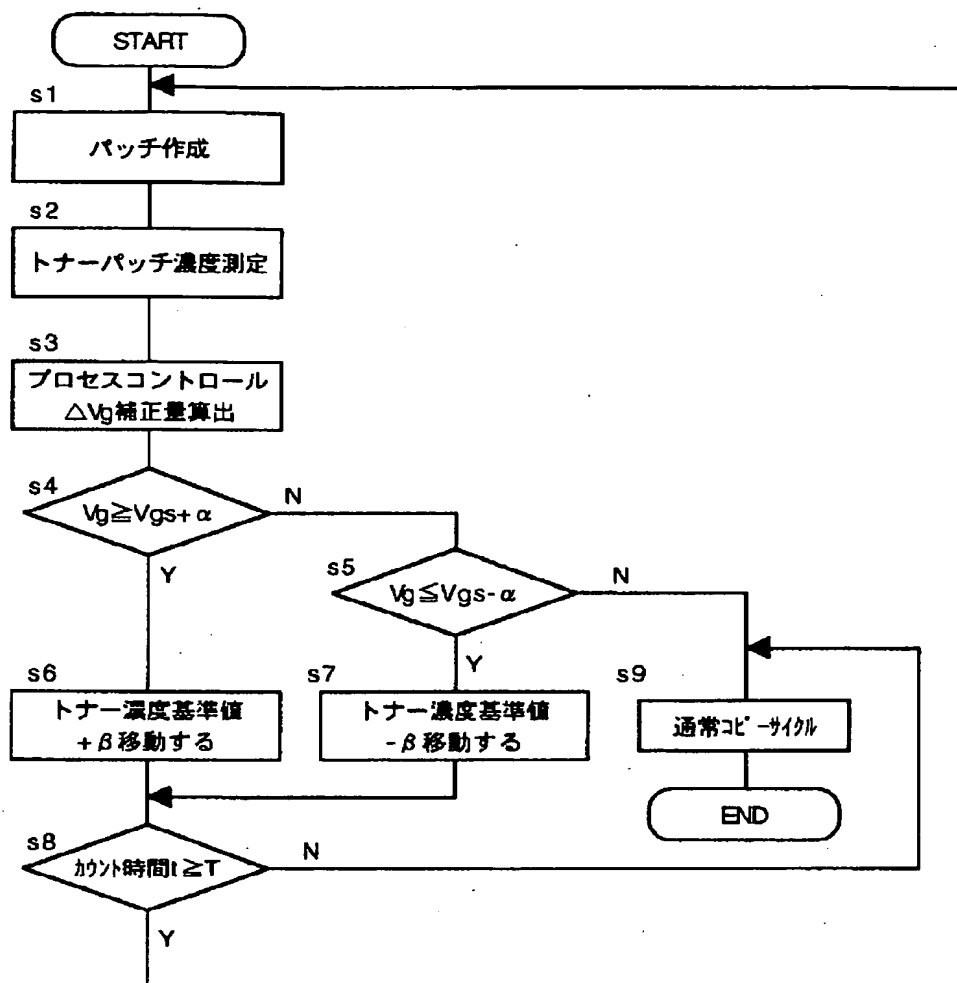 START
s1
パッチ作成
s2
トナーパッチ濃度測定
s3
プロセスコントロール
△Vg補正量算出
s4
Vg≧Vgs+α
N
Y
s5
Vg≦Vgs-α
N
Y
s6
トナー濃度基準値
+β移動する
s7
トナー濃度基準値
-β移動する
s9
通常コピーサイクル
END
s8
カウント時間t≧T
N
Y